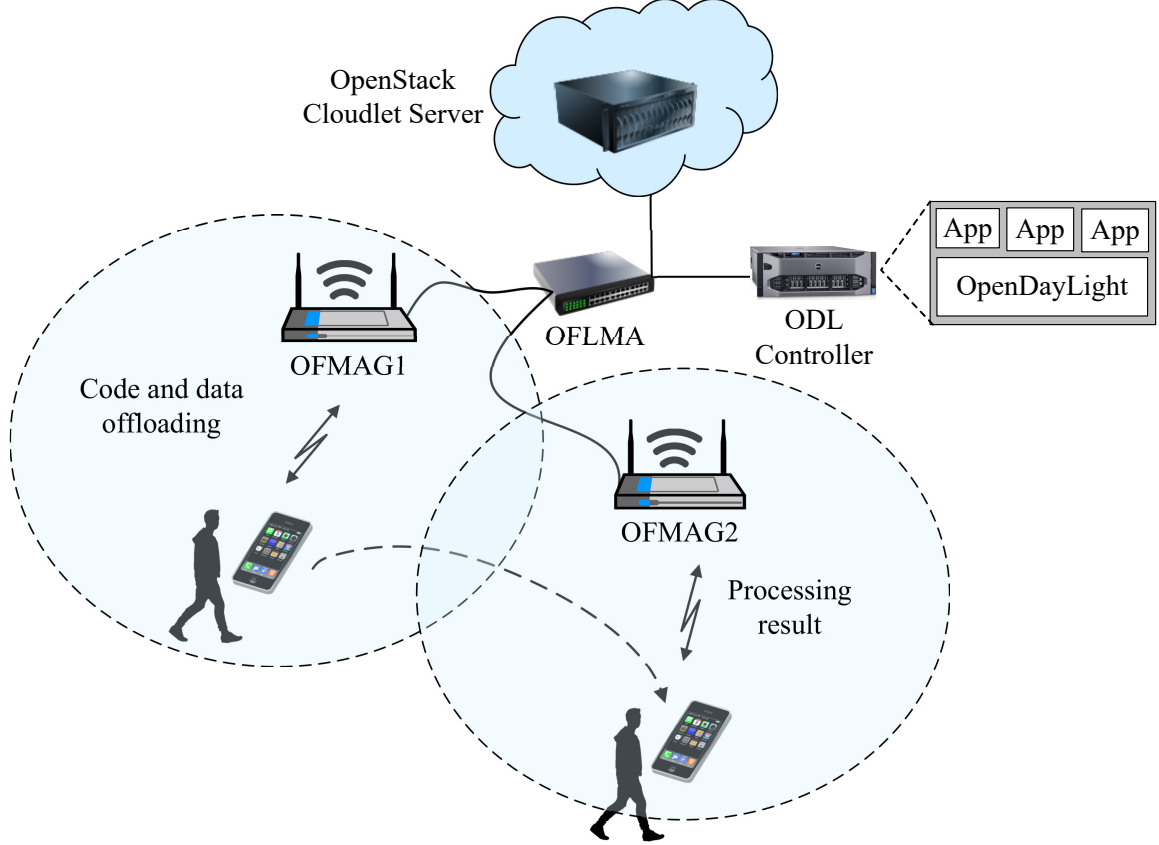 OpenStack
Cloudlet Server
App
App
App
OpenDayLight
OFLMA
ODL
Controller
OFMAG1
Code and data
offloading
OFMAG2
Processing
result